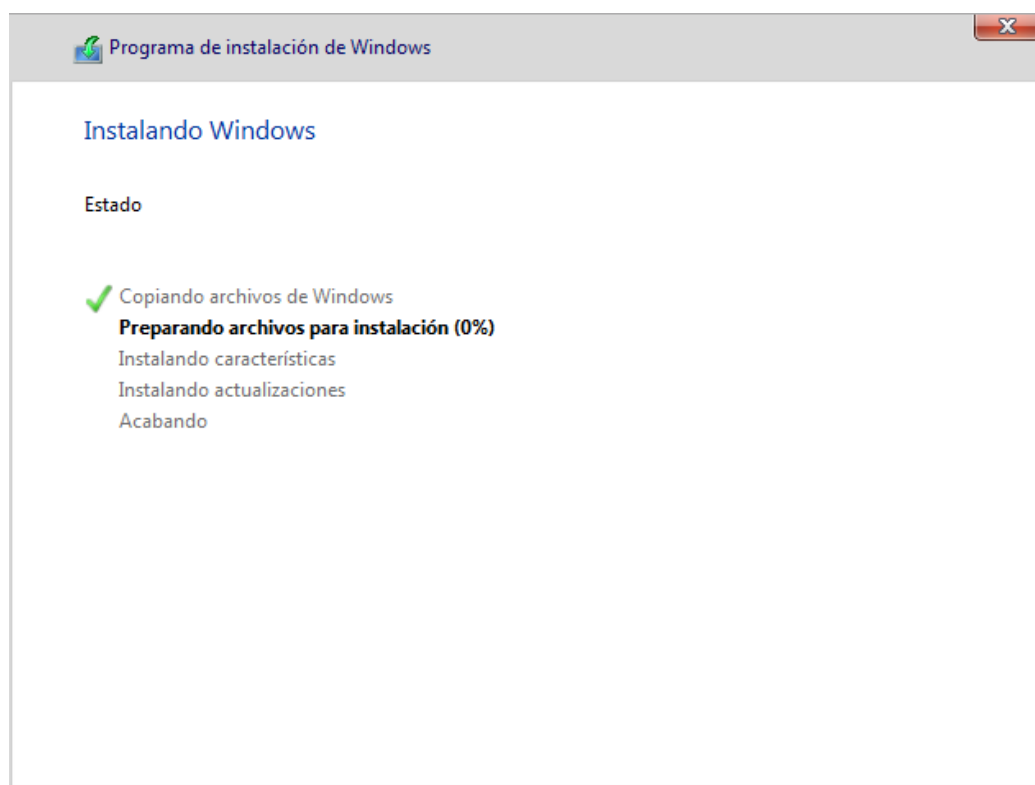 Programa de instalación de Windows
Instalando Windows
Estado
Copiando archivos de Windows
Preparando archivos para instalación (0%)
Instalando características
Instalando actualizaciones
Acabando